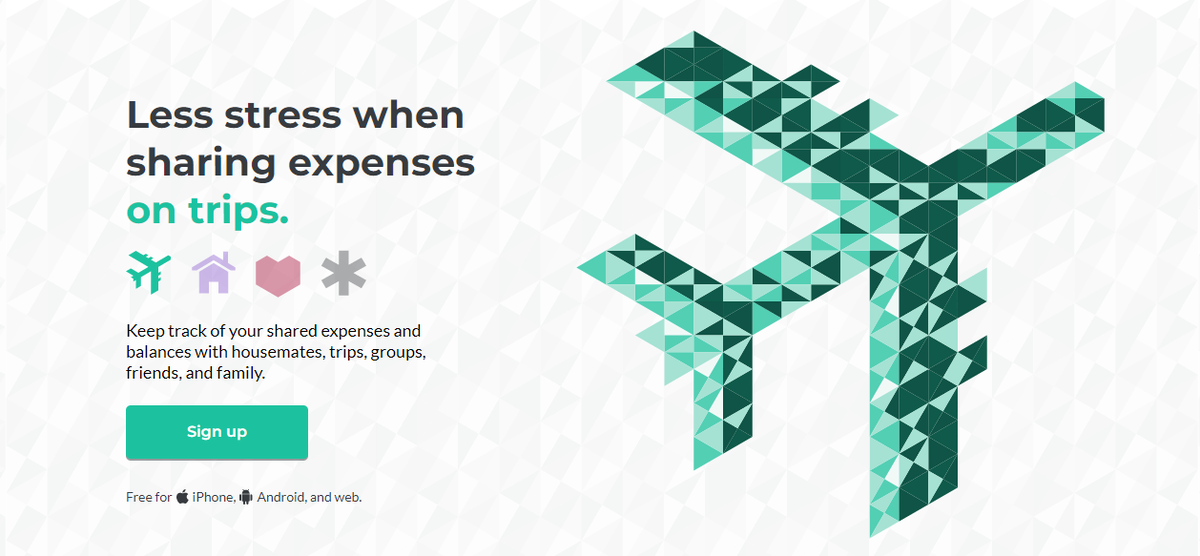 Less stress when
sharing expenses
on trips.
Keep track of your shared expenses and
balances with housemates, trips, groups,
friends, and family.
Sign up
Free for iPhone, Android, and web.